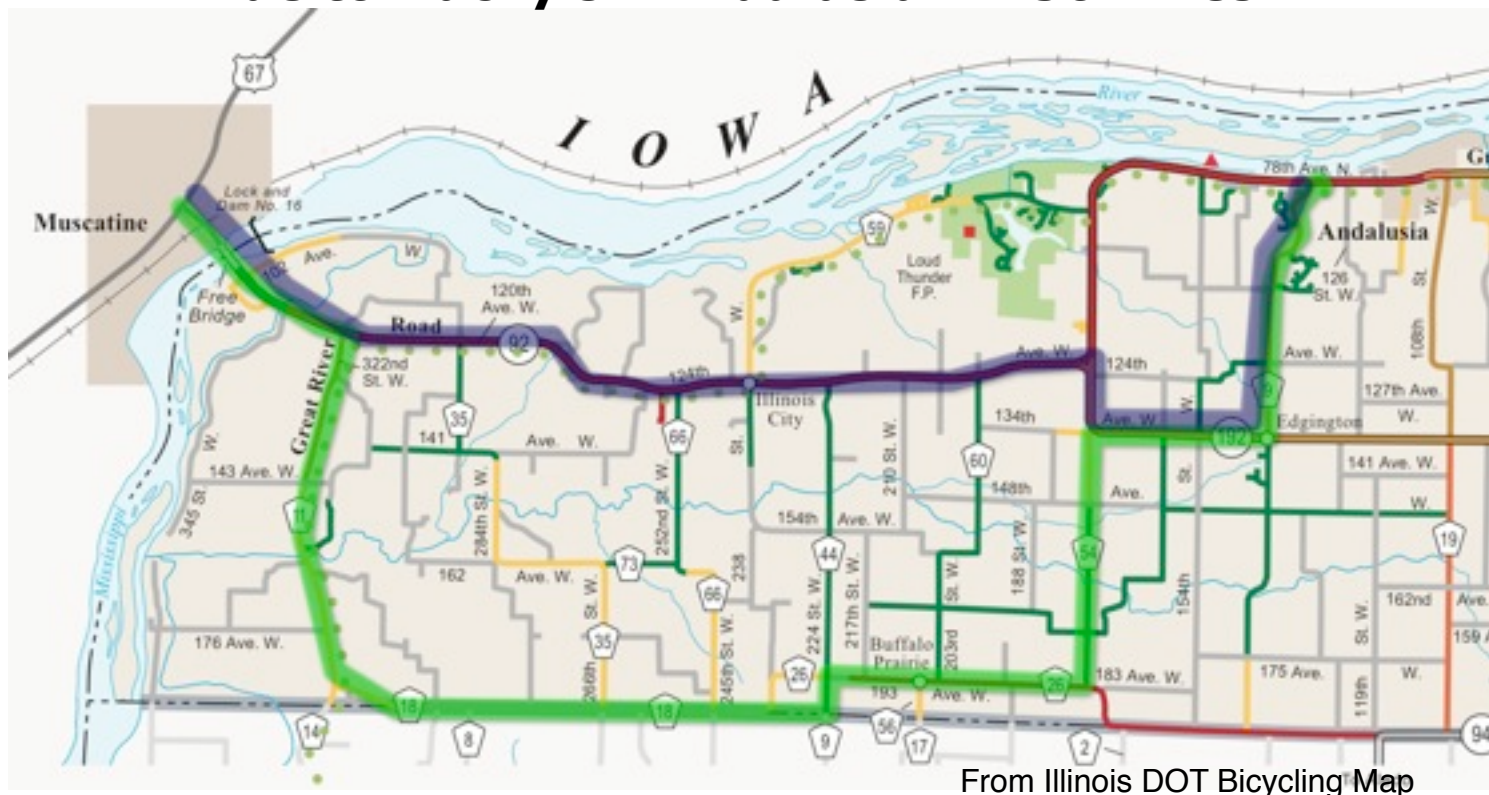 67
IOWA
River
78th Ave. N.
Lock and
Dam No. 16
Muscatine
W.
59
Andalusia
102 Ave.
W.
Loud
Thunder
F.P.
126
St. W.
St.
Free
Bridge
120th
Ave. W.
W.
108th
Road
92
322nd
St. W.
Great River
124th
Ave. W.
124th
Ave. W.
9
127th Ave.
W.
Illinois
City
35
66
134th
Ave. W.
W.
192
Edgington
141
Ave. W.
St.
210 St. W.
60
St.
141 Ave. W.
W.
143 Ave. W.
345 St.
W.
11
284th St. W.
252nd St. W.
148th
Ave.
154th Ave. W.
44
54
19
Mississippi
73
238
162
Ave. W.
66
St. W.
224 St. W.
217th St. W.
St. W.
188 St. W.
154th
162nd Ave.
St. W.
176 Ave. W.
35
266th
245th St. W.
Buffalo
Prairie
203rd
26
26
193 Ave. W.
183 Ave. W.
175 Ave.
W.
119th
18
18
14
8
9
56
17
2
94
From Illinois DOT Bicycling Map